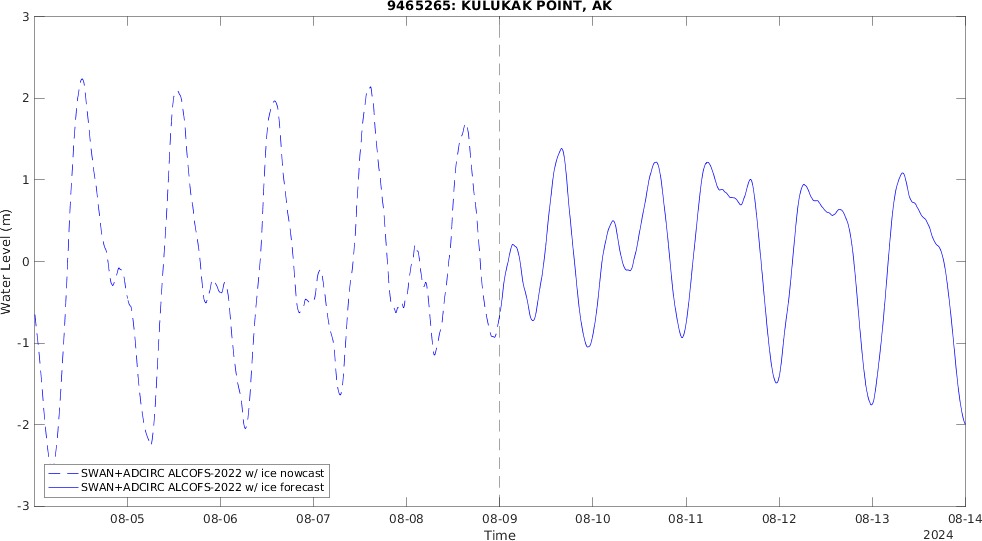 9465265: KULUKAK POINT, AK
Water Level (m)
3
2
1
0
-1
-2
-3
SWAN+ADCIRC ALCOFS-2022 w/ ice nowcast
SWAN+ADCIRC ALCOFS-2022 w/ ice forecast
08-05 08-06 08-07 08-08 08-09 08-10 08-11 08-12 08-13 08-14
Time
2024